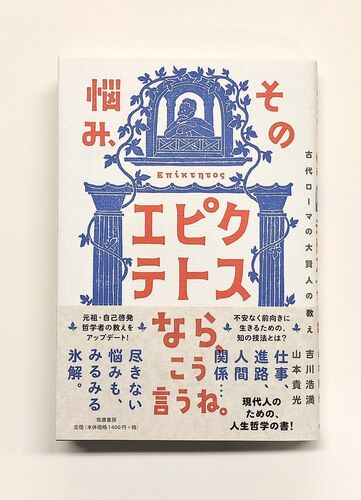 その
悩み、
Επίκτητος
エピク
テトス
なら、
こう
言うね。
古代ローマの大賢人の教え
吉川浩満
山本貴光
不安なく前向きに
生きるための、
知の技法とは?
仕事、
進路、
人間
関係…
現代人の
ための、
人生哲学の書!
元祖・自己啓発
哲学者の教えを
アップデート!
尽きない
悩みも、
みるみる
氷解。
筑摩書房
定価(本体価格1400円+税)